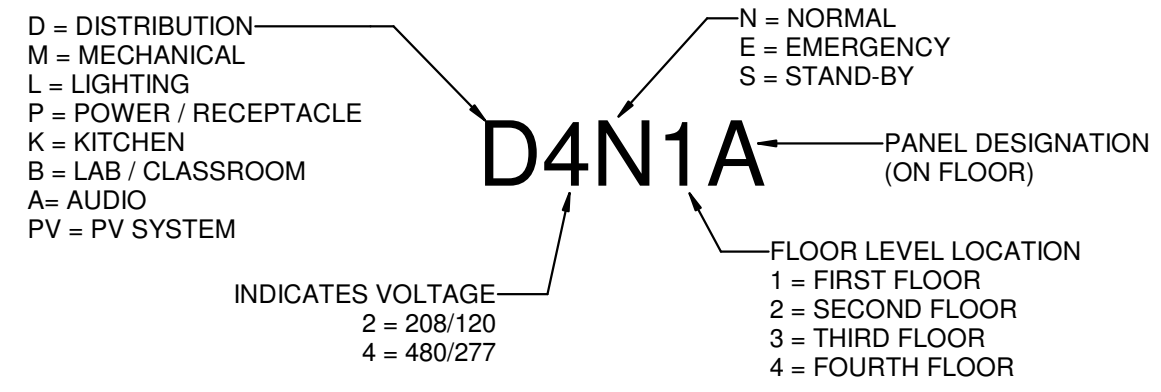 D = DISTRIBUTION
M = MECHANICAL
L = LIGHTING
P = POWER / RECEPTACLE
K = KITCHEN
B = LAB / CLASSROOM
A= AUDIO
PV = PV SYSTEM
N = NORMAL
E = EMERGENCY
S = STAND-BY
D4N1A
PANEL DESIGNATION
(ON FLOOR)
INDICATES VOLTAGE
2 = 208/120
4 = 480/277
FLOOR LEVEL LOCATION
1 = FIRST FLOOR
2 = SECOND FLOOR
3 = THIRD FLOOR
4 = FOURTH FLOOR